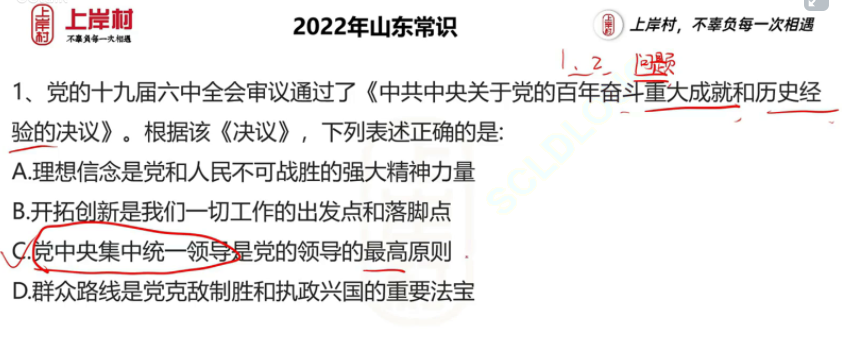 上岸村
不辜负每一次相遇
2022年山东常识
上岸村，不辜负每一次相遇
1、2 问题
1、党的十九届六中全会审议通过了《中共中央关于党的百年奋斗重大成就和历史经
验的决议》。根据该《决议》，下列表述正确的是:
A.理想信念是党和人民不可战胜的强大精神力量
B.开拓创新是我们一切工作的出发点和落脚点
C.党中央集中统一领导是党的领导的最高原则
D.群众路线是党克敌制胜和执政兴国的重要法宝